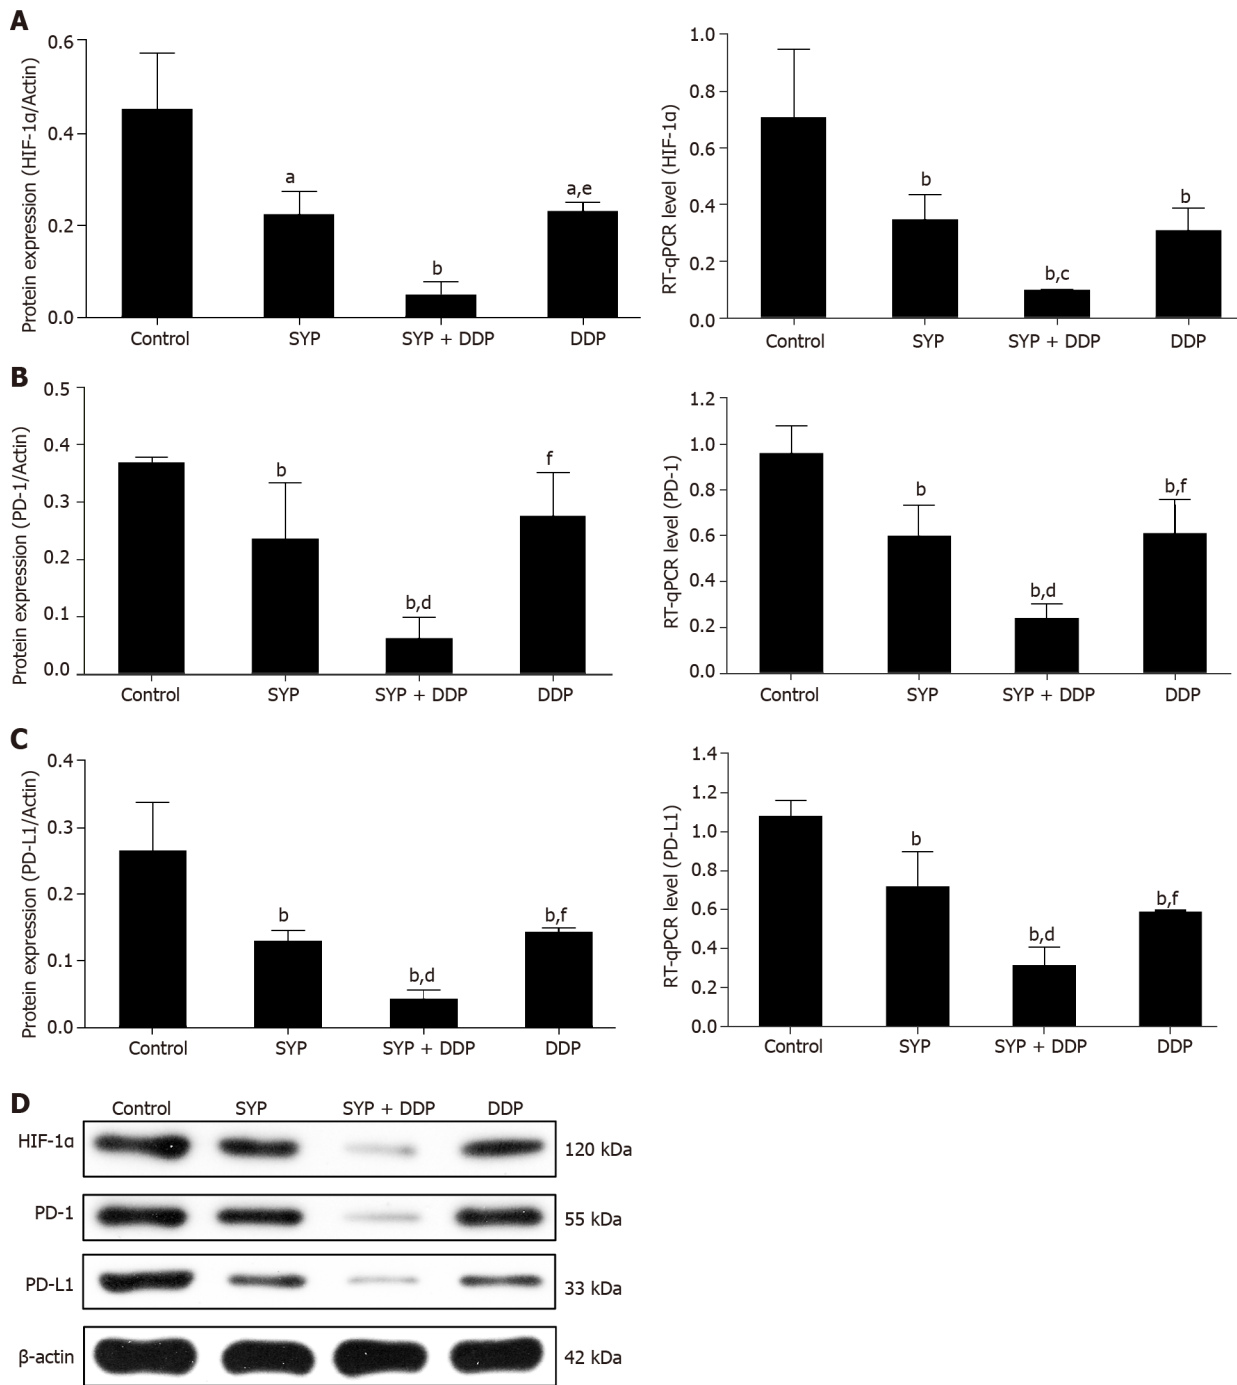 A
Protein expression (HIF-1α/Actin)
0.6
0.4
0.2
0.0
a
b
a,e
Control SYP SYP + DDP DDP
RT-qPCR level (HIF-1α)
1.0
0.8
0.6
0.4
0.2
0.0
b
b,c
b
Control SYP SYP + DDP DDP
B
Protein expression (PD-1/Actin)
0.5
0.4
0.3
0.2
0.1
0.0
b
b,d
f
Control SYP SYP + DDP DDP
RT-qPCR level (PD-1)
1.2
1.0
0.8
0.6
0.4
0.2
0.0
b
b,d
b,f
Control SYP SYP + DDP DDP
C
Protein expression (PD-L1/Actin)
0.4
0.3
0.2
0.1
0.0
b
b,d
b,f
Control SYP SYP + DDP DDP
RT-qPCR level (PD-L1)
1.4
1.2
1.0
0.8
0.6
0.4
0.2
0.0
b
b,d
b,f
Control SYP SYP + DDP DDP
D
Control SYP SYP + DDP DDP
HIF-1α 120 kDa
PD-1 55 kDa
PD-L1 33 kDa
β-actin 42 kDa